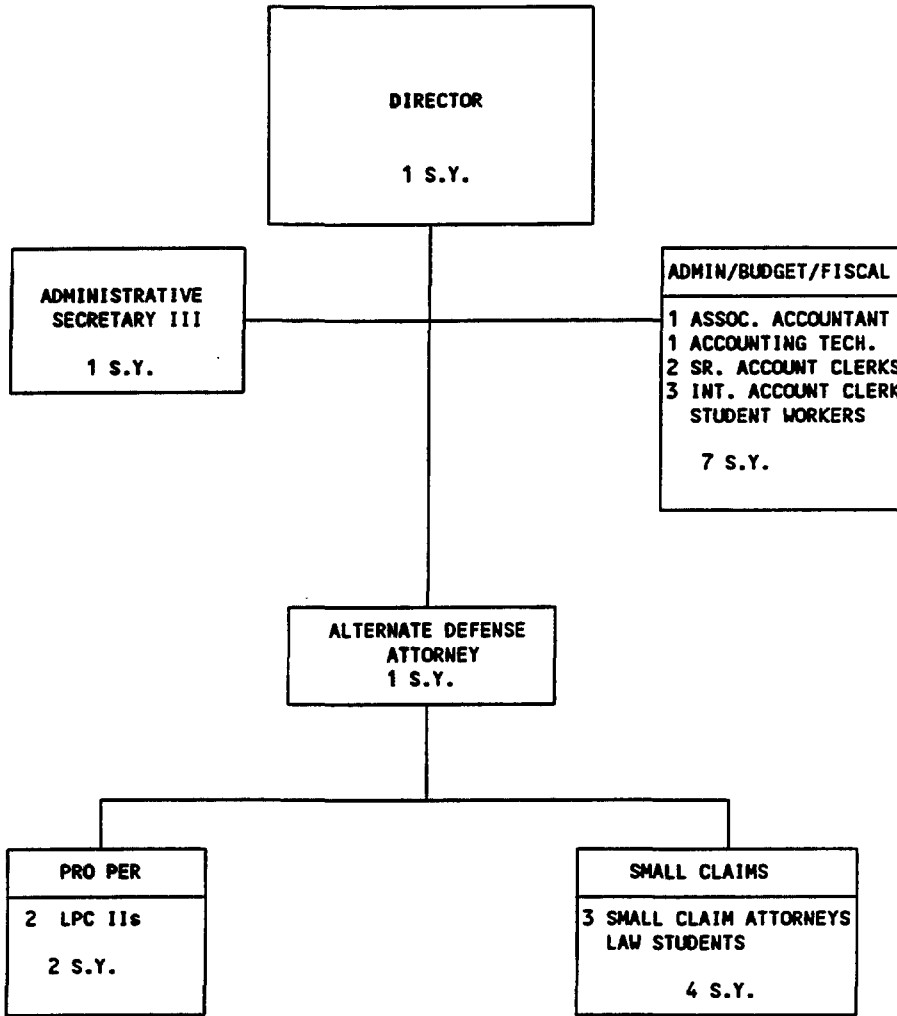 DIRECTOR
1 S.Y.
ADMINISTRATIVE
SECRETARY III
1 S.Y.
ADMIN/BUDGET/FISCAL
1 ASSOC. ACCOUNTANT
1 ACCOUNTING TECH.
2 SR. ACCOUNT CLERKS
3 INT. ACCOUNT CLERK
STUDENT WORKERS
7 S.Y.
ALTERNATE DEFENSE
ATTORNEY
1 S.Y.
PRO PER
2 LPC IIs
2 S.Y.
SMALL CLAIMS
3 SMALL CLAIM ATTORNEYS
LAW STUDENTS
4 S.Y.